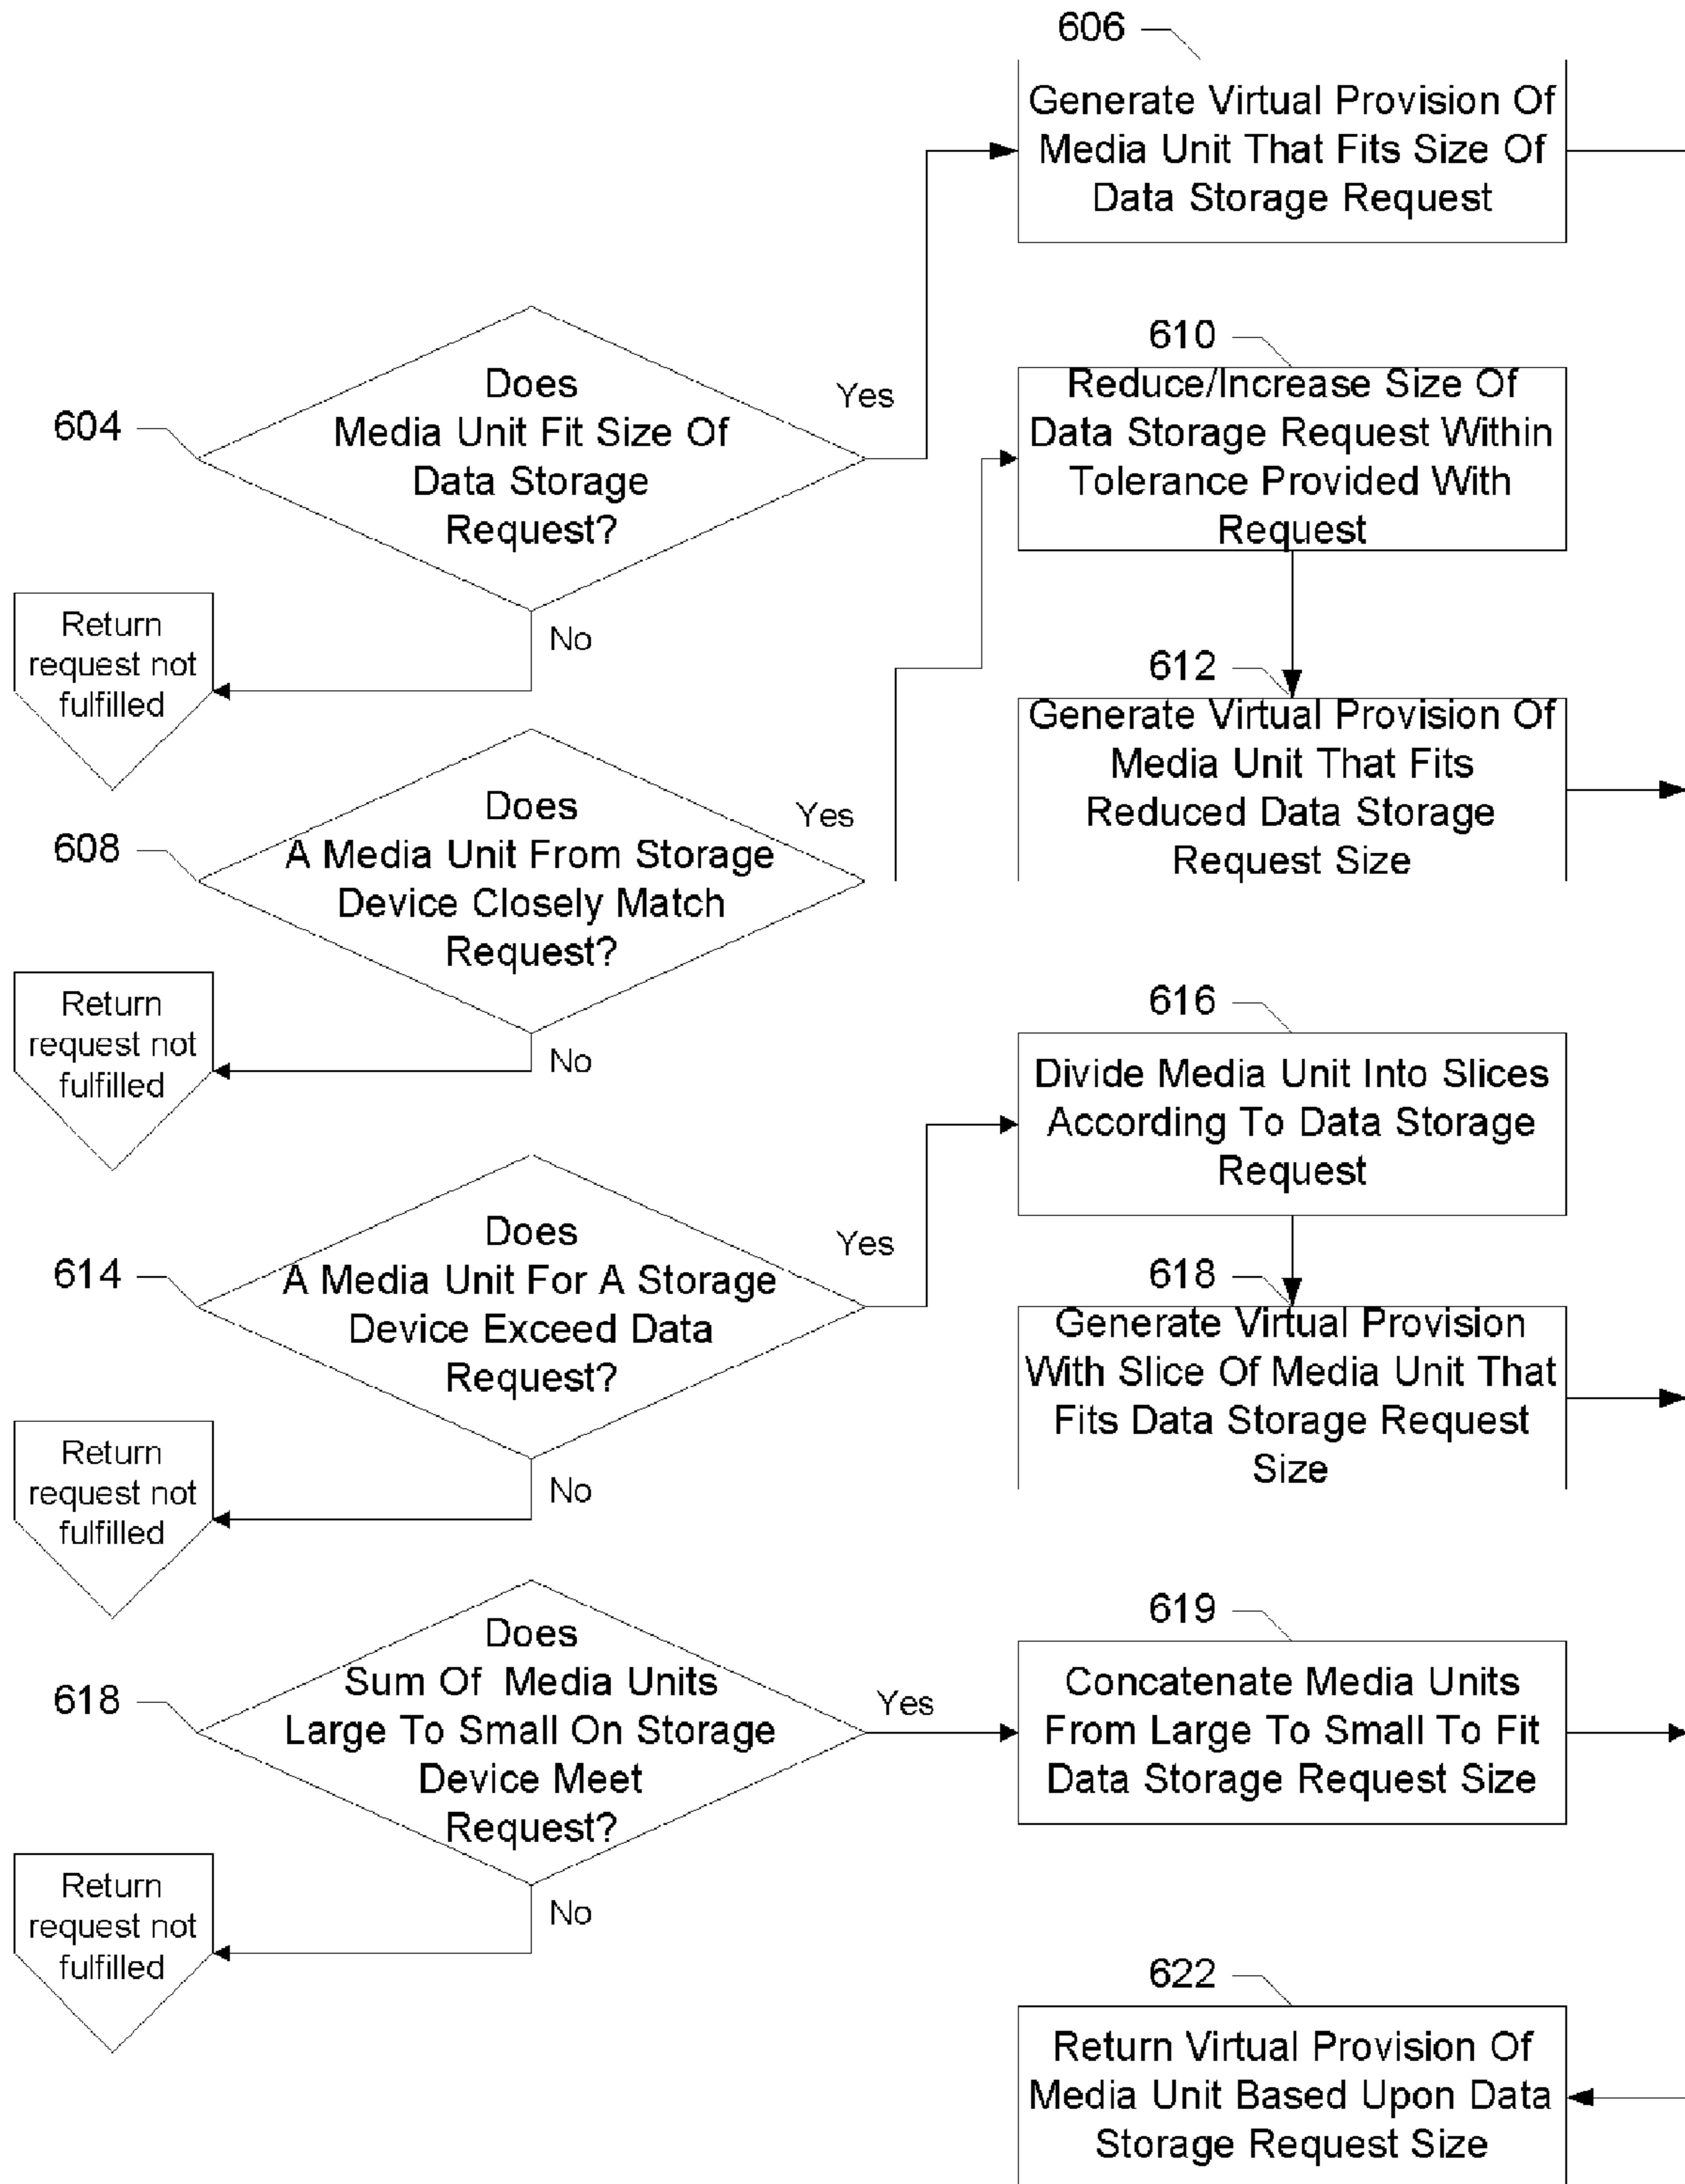 606
Generate Virtual Provision Of
Media Unit That Fits Size Of
Data Storage Request
604
Does
Media Unit Fit Size Of
Data Storage
Request?
Yes
No
Return
request not
fulfilled
610
Reduce/Increase Size Of
Data Storage Request Within
Tolerance Provided With
Request
612
Generate Virtual Provision Of
Media Unit That Fits
Reduced Data Storage
Request Size
608
Does
A Media Unit From Storage
Device Closely Match
Request?
Yes
No
Return
request not
fulfilled
616
Divide Media Unit Into Slices
According To Data Storage
Request
614
Does
A Media Unit For A Storage
Device Exceed Data
Request?
Yes
No
Return
request not
fulfilled
618
Generate Virtual Provision
With Slice Of Media Unit That
Fits Data Storage Request
Size
618
Does
Sum Of Media Units
Large To Small On Storage
Device Meet
Request?
Yes
No
Return
request not
fulfilled
619
Concatenate Media Units
From Large To Small To Fit
Data Storage Request Size
622
Return Virtual Provision Of
Media Unit Based Upon Data
Storage Request Size